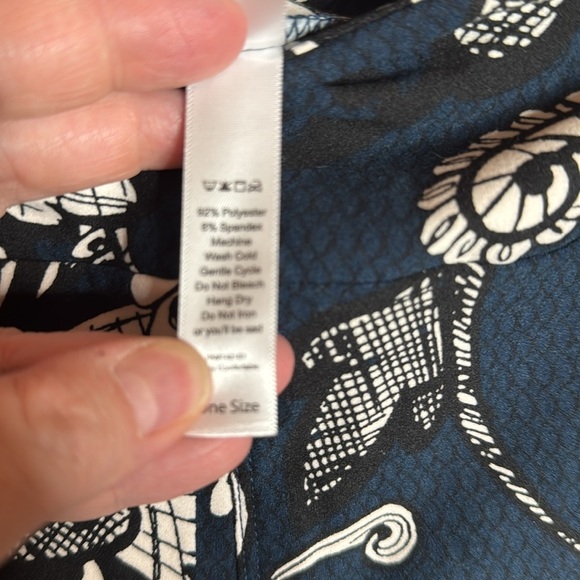 92% Polyester
8% Spandex
Machine
Wash Cold
Gentle Cycle
Do Not Bleach
Hang Dry
Do Not Iron
or you'll be sad
One Size